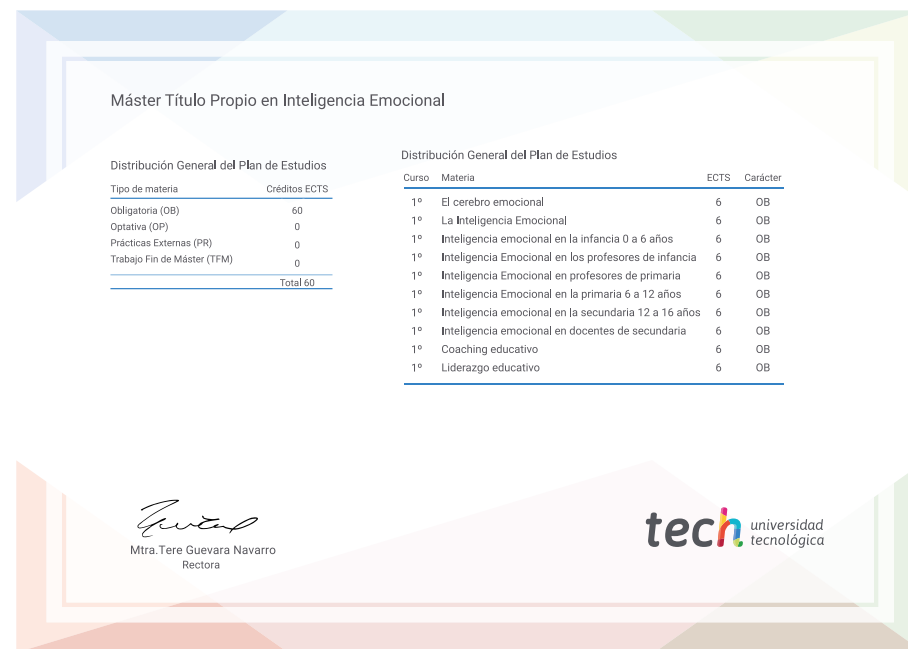 Máster Título Propio en Inteligencia Emocional
Distribución General del Plan de Estudios
Tipo de materia Créditos ECTS
Obligatoria (OB) 60
Optativa (OP) 0
Prácticas Externas (PR) 0
Trabajo Fin de Máster (TFM) 0
Total 60
Distribución General del Plan de Estudios
Curso Materia ECTS Carácter
1º El cerebro emocional 6 OB
1º La Inteligencia Emocional 6 OB
1º Inteligencia emocional en la infancia 0 a 6 años 6 OB
1º Inteligencia Emocional en los profesores de infancia 6 OB
1º Inteligencia Emocional en profesores de primaria 6 OB
1º Inteligencia Emocional en la primaria 6 a 12 años 6 OB
1º Inteligencia emocional en la secundaria 12 a 16 años 6 OB
1º Inteligencia emocional en docentes de secundaria 6 OB
1º Coaching educativo 6 OB
1º Liderazgo educativo 6 OB
Mtra.Tere Guevara Navarro
Rectora
tech universidad
tecnológica